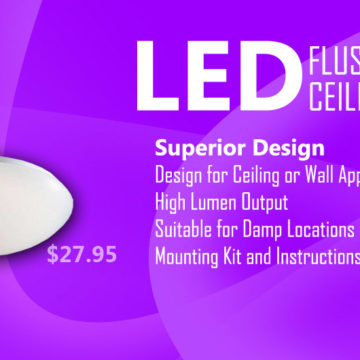 LED
FLUS
CEIL
Superior Design
Design for Ceiling or Wall App
High Lumen Output
Suitable for Damp Locations
Mounting Kit and Instructions
$27.95